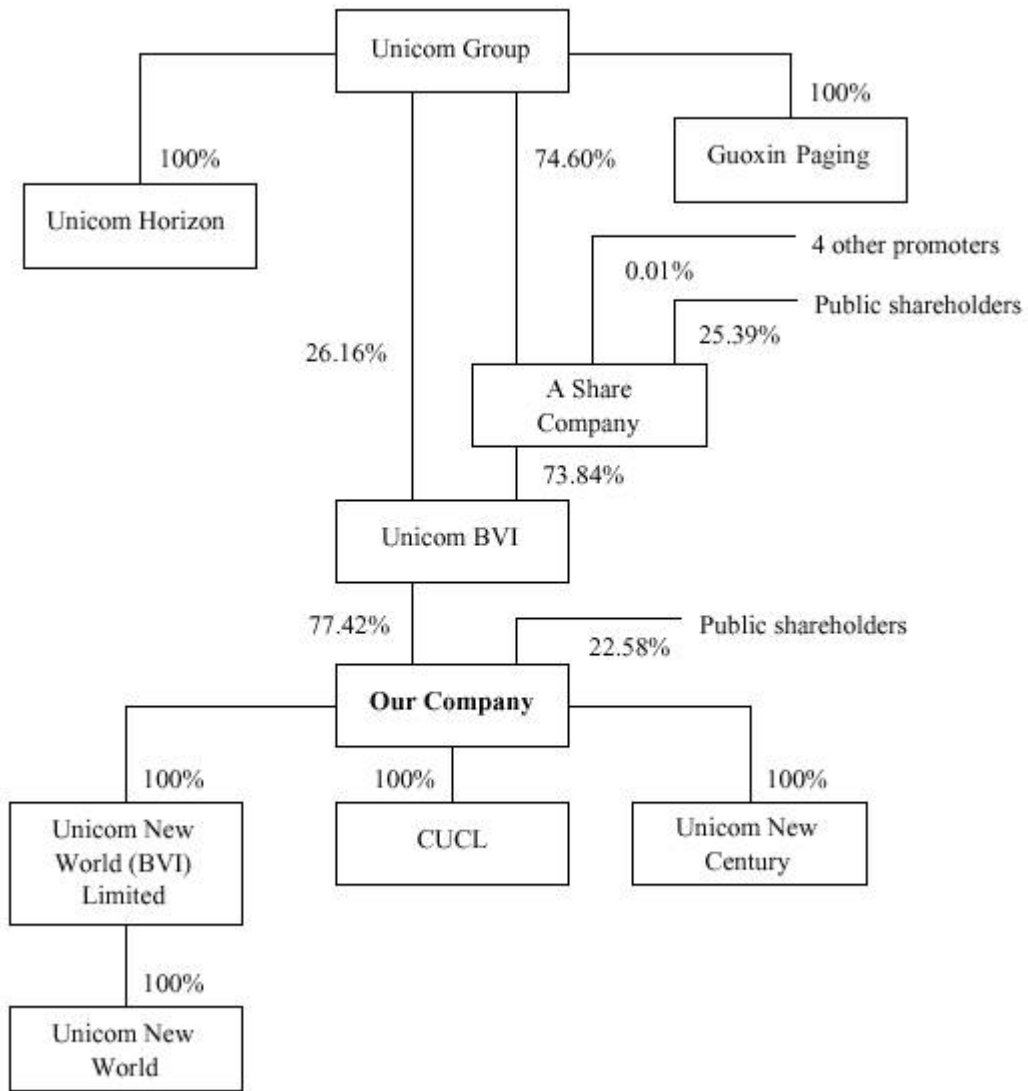 Unicom Group
100%
Guoxin Paging
100%
Unicom Horizon
74.60%
4 other promoters
0.01%
Public shareholders
25.39%
26.16%
A Share
Company
73.84%
Unicom BVI
77.42%
Public shareholders
22.58%
Our Company
100%
Unicom New
World (BVI)
Limited
100%
CUCL
100%
Unicom New
Century
100%
Unicom New
World